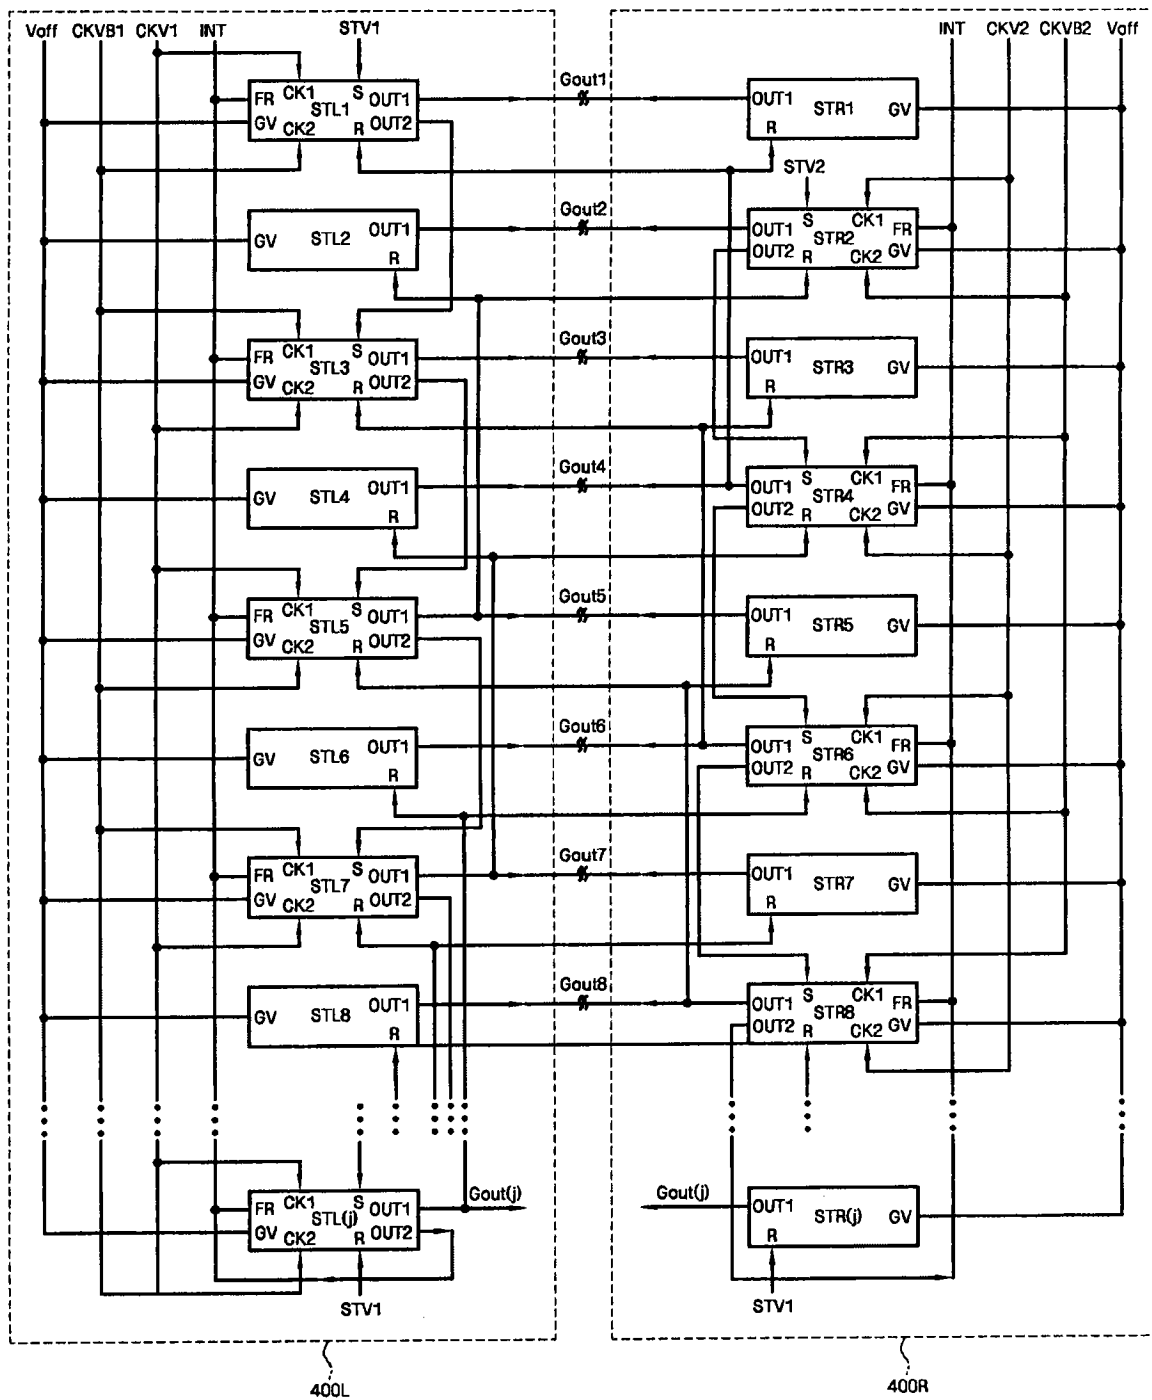 Voff CKVB1 CKV1 INT STV1 INT CKV2 CKVB2 Voff
CK1 S Gout1
FR STL1 OUT1 OUT1 STR1 GV
GV CK2 R OUT2 R
STV2
Gout2
GV STL2 OUT1 OUT1 S CK1 FR
R OUT2 STR2 R CK2 GV
Gout3
CK1 S
FR STL3 OUT1 OUT1 STR3 GV
GV CK2 R OUT2 R
Gout4
GV STL4 OUT1 OUT1 S CK1 FR
R OUT2 STR4 R CK2 GV
Gout5
CK1 S
FR STL5 OUT1 OUT1 STR5 GV
GV CK2 R OUT2 R
Gout6
GV STL6 OUT1 OUT1 S CK1 FR
R OUT2 STR6 R CK2 GV
Gout7
CK1 S
FR STL7 OUT1 OUT1 STR7 GV
GV CK2 R OUT2 R
Gout8
GV STL8 OUT1 OUT1 S CK1 FR
R OUT2 STR8 R CK2 GV
CK1 S Gout(j) Gout(j)
FR STL(j) OUT1 OUT1 STR(j) GV
GV CK2 R OUT2 R
STV1 STV1
400L 400R